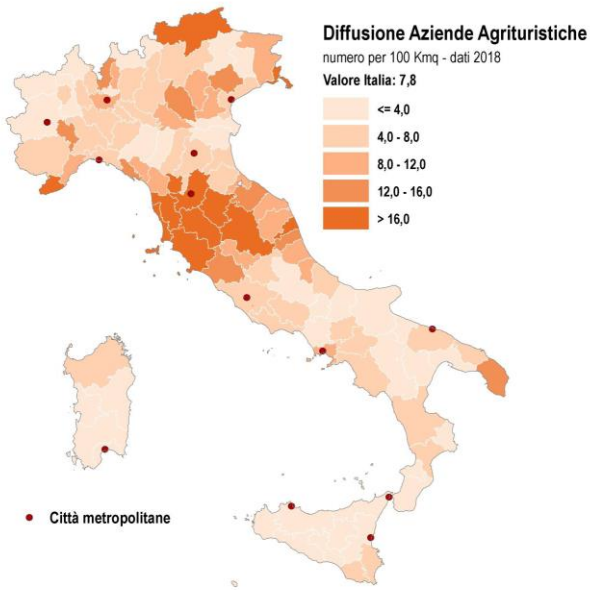 Diffusione Aziende Agrituristiche
numero per 100 Kmq - dati 2018
Valore Italia: 7,8
<= 4,0
4,0 - 8,0
8,0 - 12,0
12,0 - 16,0
> 16,0
Città metropolitane